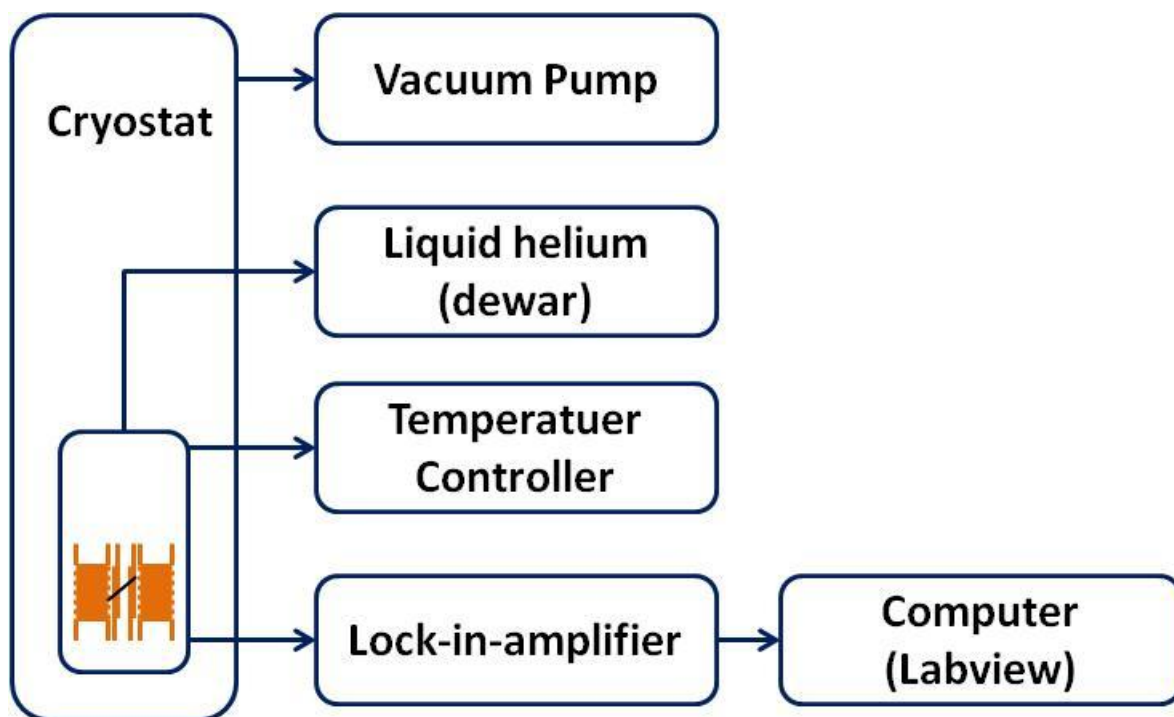 Cryostat
Vacuum Pump
Liquid helium
(dewar)
Temperatuer
Controller
Lock-in-amplifier
Computer
(Labview)